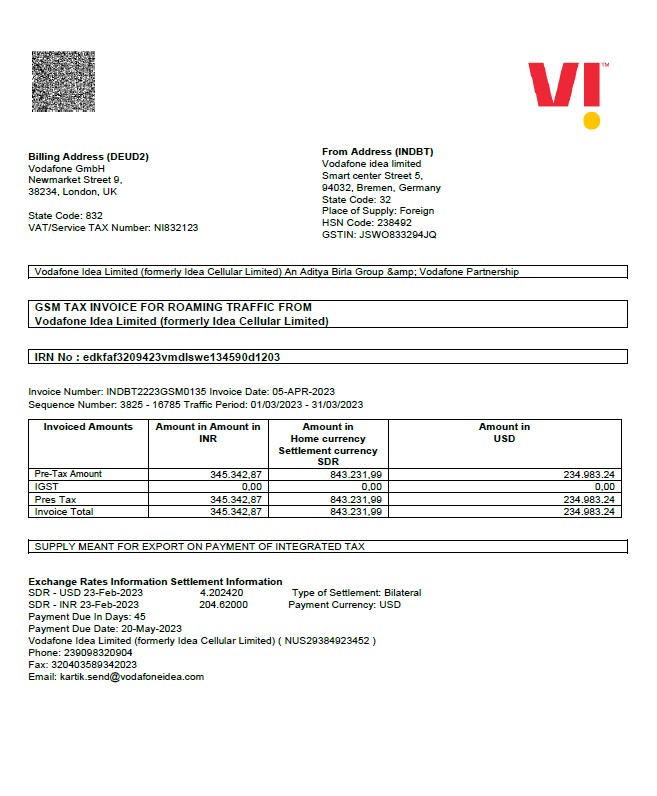 VI™
Billing Address (DEUD2)
Vodafone GmbH
Newmarket Street 9,
38234, London, UK
State Code: 832
VAT/Service TAX Number: NI832123
From Address (INDBT)
Vodafone idea limited
Smart center Street 5,
94032, Bremen, Germany
State Code: 32
Place of Supply: Foreign
HSN Code: 238492
GSTIN: JSWO833294JQ
Vodafone Idea Limited (formerly Idea Cellular Limited) An Aditya Birla Group &amp; Vodafone Partnership
GSM TAX INVOICE FOR ROAMING TRAFFIC FROM
Vodafone Idea Limited (formerly Idea Cellular Limited)
IRN No : edkfaf3209423vmdlswe134590d1203
Invoice Number: INDBT2223GSM0135 Invoice Date: 05-APR-2023
Sequence Number: 3825 - 16785 Traffic Period: 01/03/2023 - 31/03/2023
Invoiced Amounts
Amount in Amount in
INR
Amount in
Home currency
Settlement currency
SDR
Amount in
USD
Pre-Tax Amount 345.342,87 843.231,99 234.983.24
IGST 0,00 0,00 0,00
Pres Tax 345.342,87 843.231,99 234.983.24
Invoice Total 345.342,87 843.231,99 234.983.24
SUPPLY MEANT FOR EXPORT ON PAYMENT OF INTEGRATED TAX
Exchange Rates Information Settlement Information
SDR - USD 23-Feb-2023 4.202420 Type of Settlement: Bilateral
SDR - INR 23-Feb-2023 204.62000 Payment Currency: USD
Payment Due In Days: 45
Payment Due Date: 20-May-2023
Vodafone Idea Limited (formerly Idea Cellular Limited) ( NUS29384923452 )
Phone: 239098320904
Fax: 320403589342023
Email: kartik.send@vodafoneidea.com